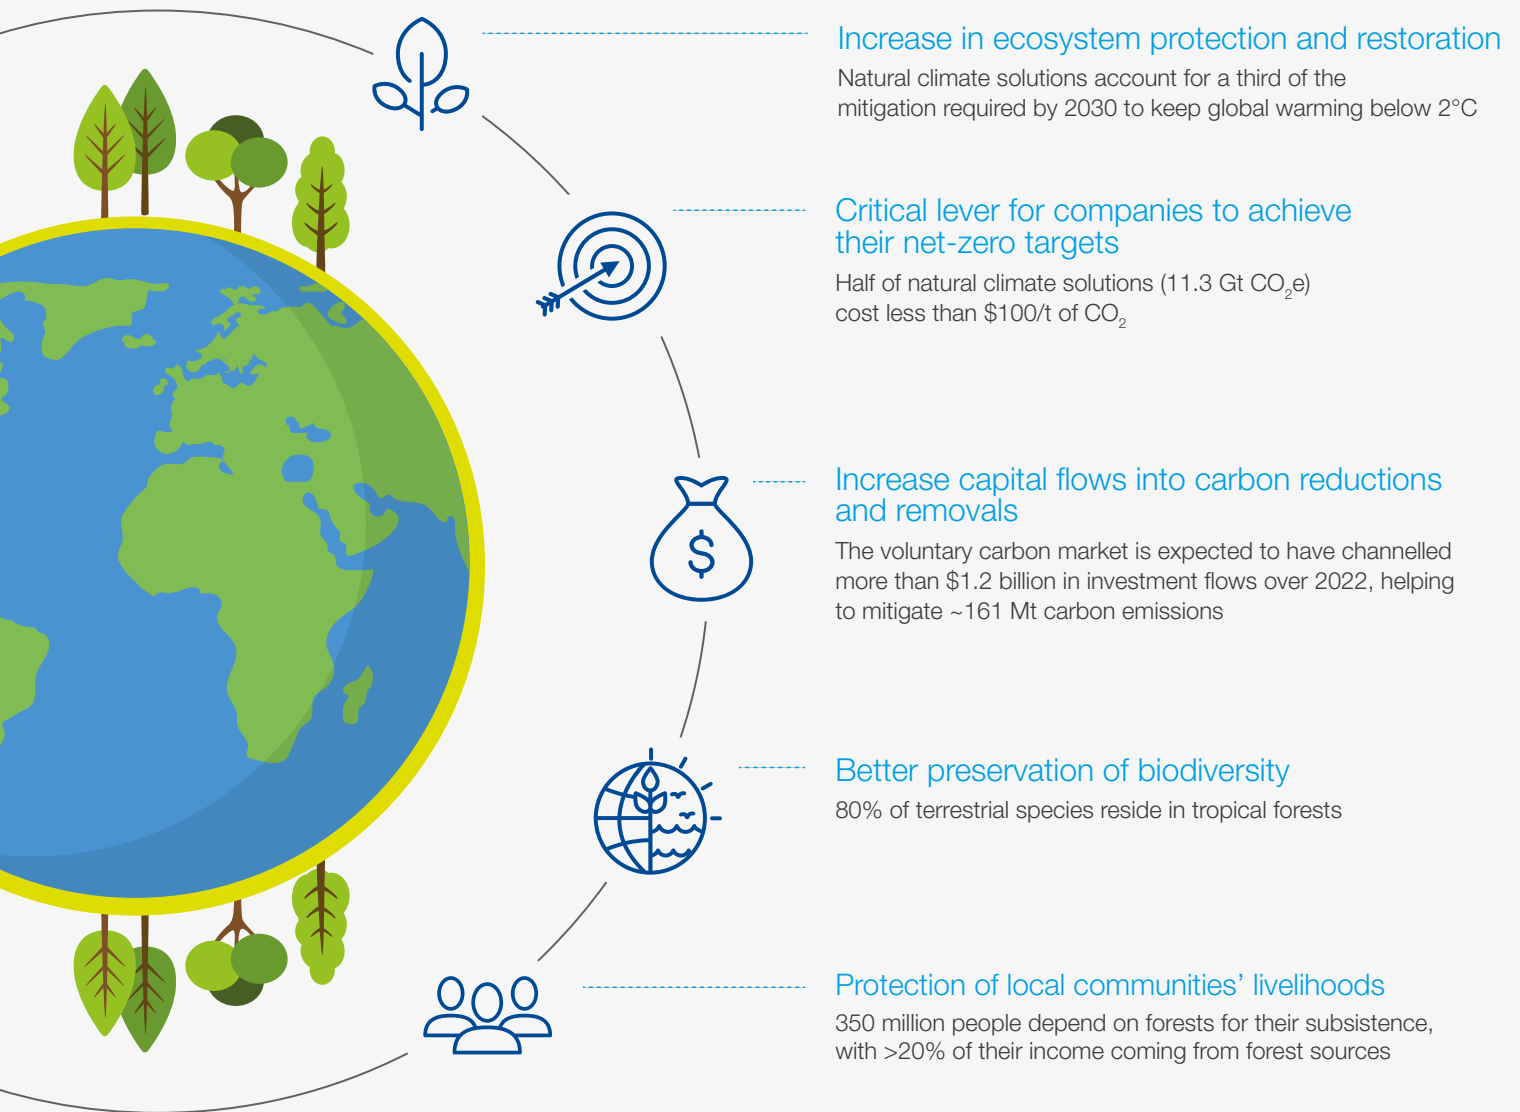 Increase in ecosystem protection and restoration
Natural climate solutions account for a third of the
mitigation required by 2030 to keep global warming below 2°C
Critical lever for companies to achieve
their net-zero targets
Half of natural climate solutions (11.3 Gt CO₂e)
cost less than $100/t of CO₂
Increase capital flows into carbon reductions
and removals
The voluntary carbon market is expected to have channelled
more than $1.2 billion in investment flows over 2022, helping
to mitigate ~161 Mt carbon emissions
$
Better preservation of biodiversity
80% of terrestrial species reside in tropical forests
Protection of local communities’ livelihoods
350 million people depend on forests for their subsistence,
with >20% of their income coming from forest sources